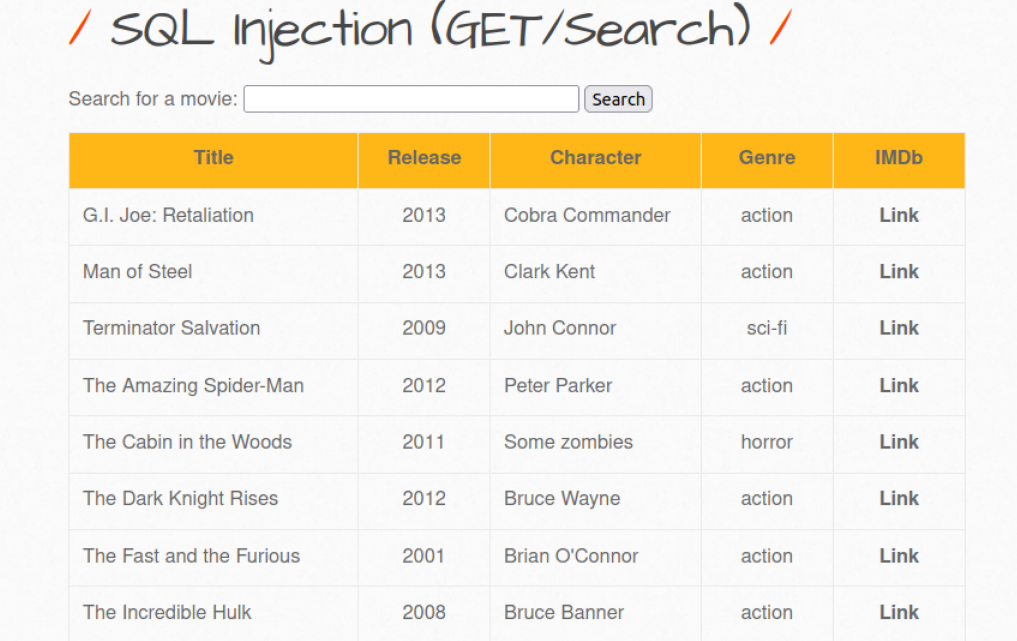 / SQL Injection (GET/Search) /
Search for a movie: Search
Title Release Character Genre IMDb
G.I. Joe: Retaliation 2013 Cobra Commander action Link
Man of Steel 2013 Clark Kent action Link
Terminator Salvation 2009 John Connor sci-fi Link
The Amazing Spider-Man 2012 Peter Parker action Link
The Cabin in the Woods 2011 Some zombies horror Link
The Dark Knight Rises 2012 Bruce Wayne action Link
The Fast and the Furious 2001 Brian O'Connor action Link
The Incredible Hulk 2008 Bruce Banner action Link